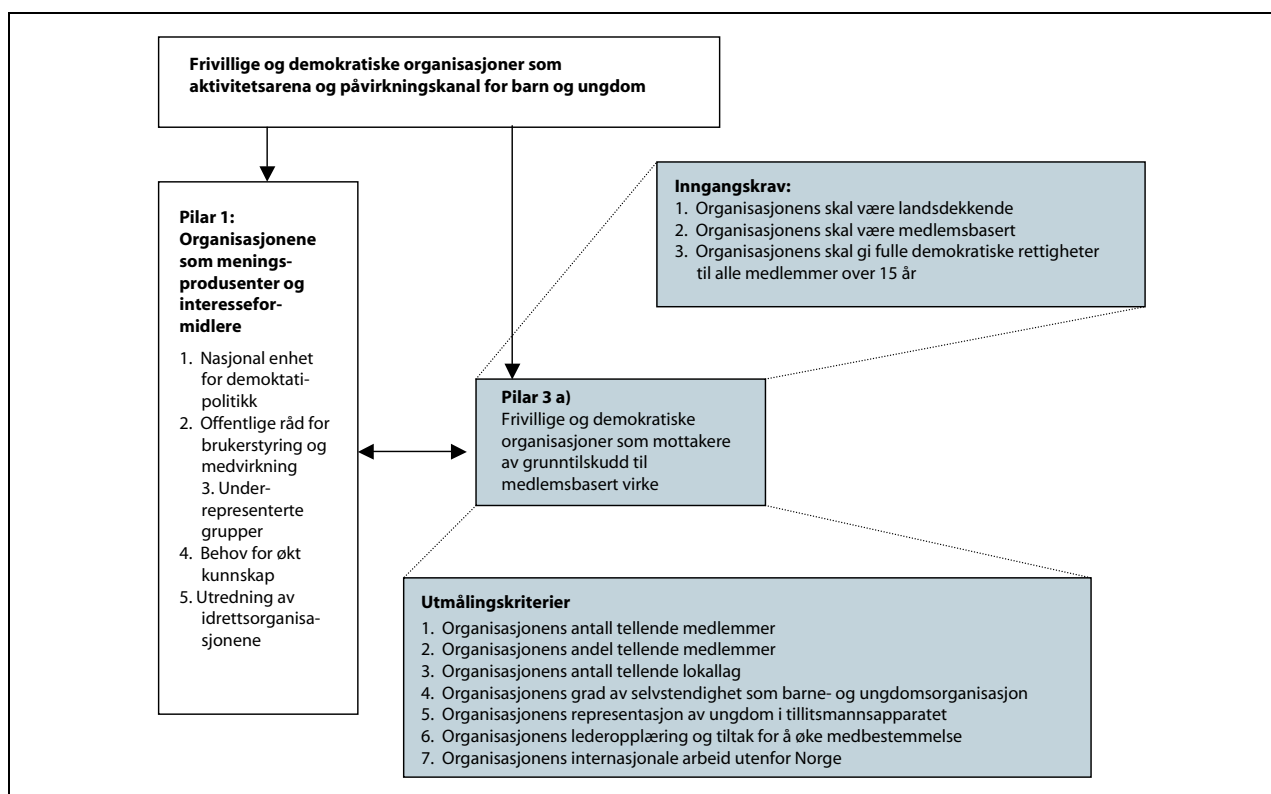 Frivillige og demokratiske organisasjoner som
aktivitetsarena og påvirkningskanal for barn og ungdom
Pilar 1:
Organisasjonene
som menings-
produsenter og
interessefor-
midlere
1. Nasjonal enhet
for demoktati-
politikk
2. Offentlige råd for
brukerstyring og
medvirkning
3. Under-
representerte
grupper
4. Behov for økt
kunnskap
5. Utredning av
idrettsorganisa-
sjonene
Inngangskrav:
1. Organisasjonens skal være landsdekkende
2. Organisasjonens skal være medlemsbasert
3. Organisasjonens skal gi fulle demokratiske rettigheter
til alle medlemmer over 15 år
Pilar 3 a)
Frivillige og demokratiske
organisasjoner som mottakere
av grunntilskudd til
medlemsbasert virke
Utmålingskriterier
1. Organisasjonens antall tellende medlemmer
2. Organisasjonens andel tellende medlemmer
3. Organisasjonens antall tellende lokallag
4. Organisasjonens grad av selvstendighet som barne- og ungdomsorganisasjon
5. Organisasjonens representasjon av ungdom i tillitsmannsapparatet
6. Organisasjonens lederopplæring og tiltak for å øke medbestemmelse
7. Organisasjonens internasjonale arbeid utenfor Norge